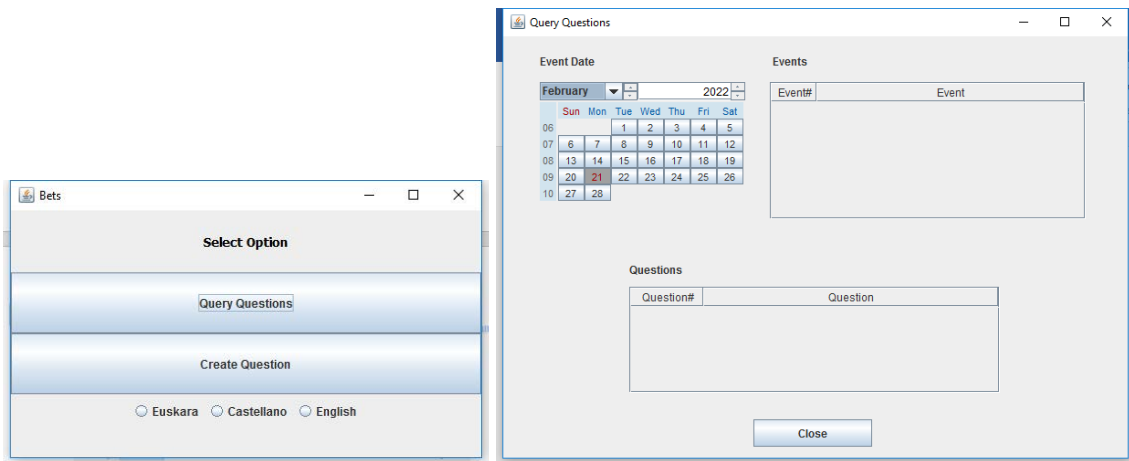 Bets
Select Option
Query Questions
Create Question
Euskara Castellano English
Query Questions
Event Date
February 2022
Sun Mon Tue Wed Thu Fri Sat
06 1 2 3 4 5
07 6 7 8 9 10 11 12
08 13 14 15 16 17 18 19
09 20 21 22 23 24 25 26
10 27 28
Events
Event# Event
Questions
Question# Question
Close